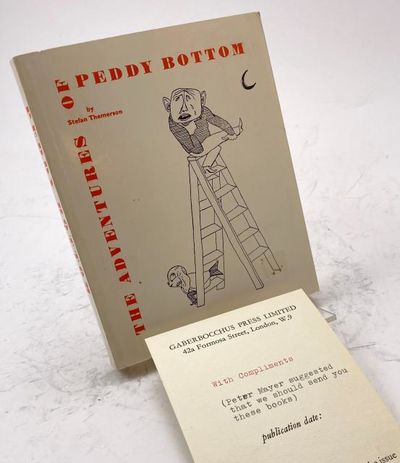 THE ADVENTURES OF
PEDDY BOTTOM
by
Stefan Themerson
GABERBOCCHUS PRESS LIMITED
42a Formosa Street, London, W.9
With Compliments
(Peter Mayer suggested
that we should send you
these books)
publication date:
issue